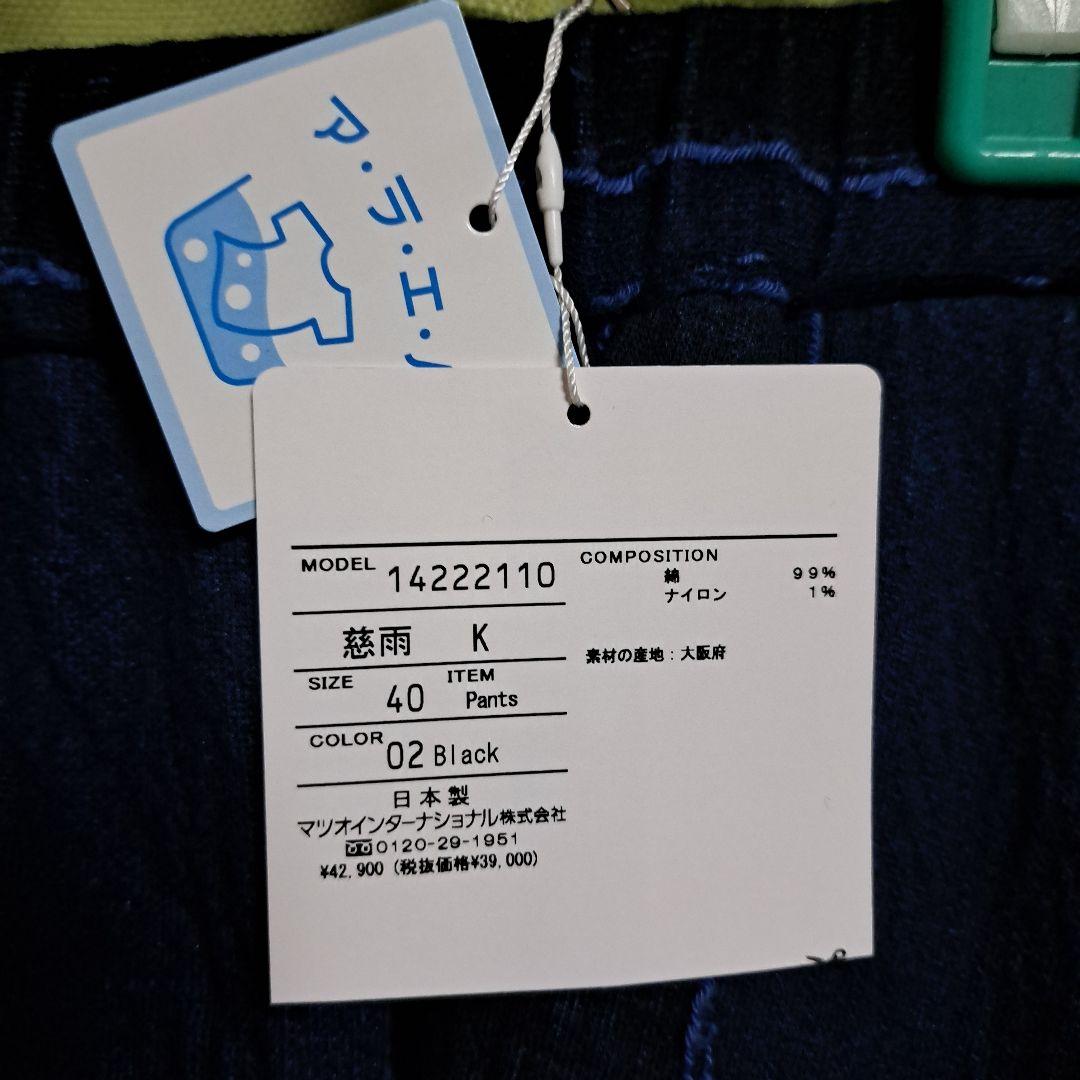 ア・ラ・エ・
MODEL 14222110
慈雨 K
SIZE 40 ITEM Pants
COLOR 02 Black
日本製
マツオインターナショナル株式会社
0120-29-1951
¥42,900 (税抜価格¥39,000)
COMPOSITION
綿 99%
ナイロン 1%
素材の産地：大阪府